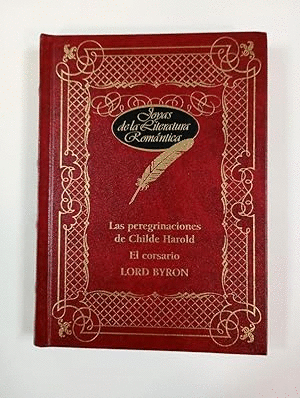 Joyas
de la Literatura
Romántica
Las peregrinaciones
de Childe Harold
El corsario
LORD BYRON